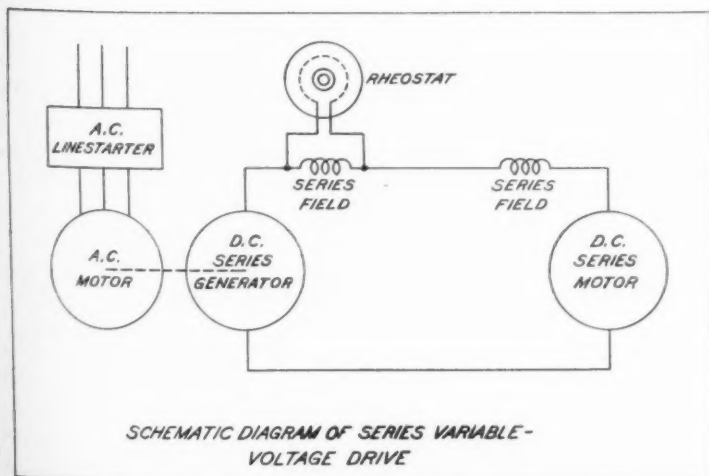 RHEOSTAT
A.C.
LINESTARTER
SERIES
FIELD
SERIES
FIELD
A.C.
MOTOR
D.C.
SERIES
GENERATOR
D.C.
SERIES
MOTOR
SCHEMATIC DIAGRAM OF SERIES VARIABLE-
VOLTAGE DRIVE